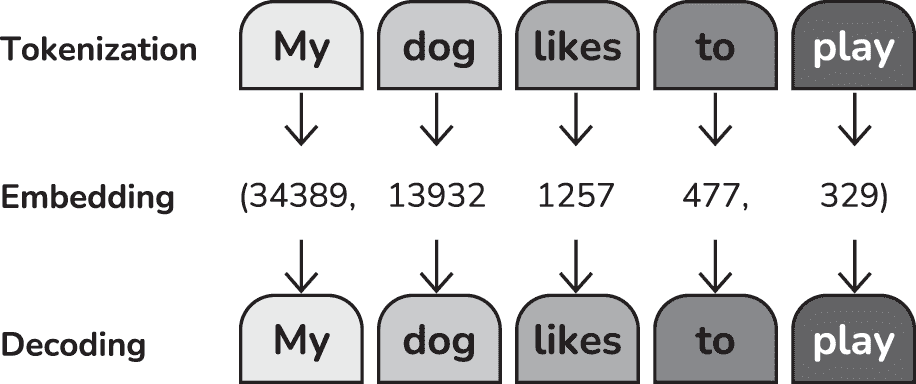 Tokenization My dog likes to play
Embedding (34389, 13932 1257 477, 329)
Decoding My dog likes to play